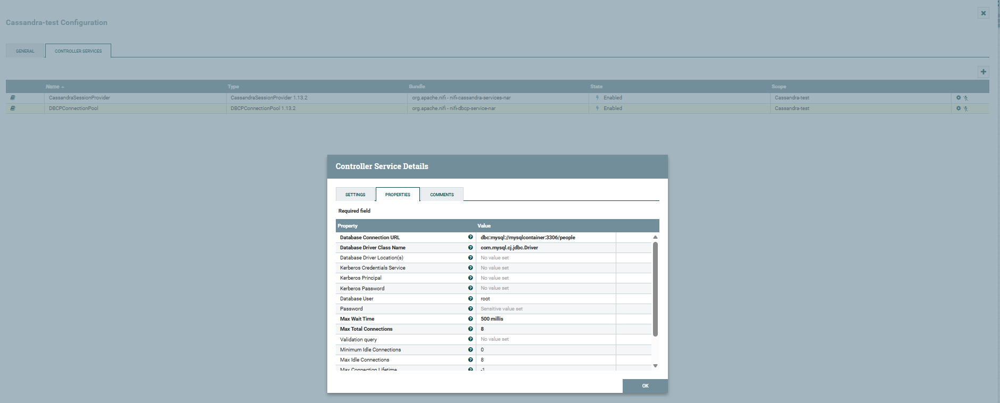 Cassandra-test Configuration
GENERAL CONTROLLER SERVICES
Name Type Bundle State Scope
CassandraSessionProvider CassandraSessionProvider 1.13.2 org.apache.nifi - nifi-cassandra-services-nar Enabled Cassandra-test
DBCPConnectionPool DBCPConnectionPool 1.13.2 org.apache.nifi - nifi-dbcp-service-nar Enabled Cassandra-test
Controller Service Details
SETTINGS PROPERTIES COMMENTS
Required field
Property Value
Database Connection URL dbc:mysql://mysqlcontainer:3306/people
Database Driver Class Name com.mysql.cj.jdbc.Driver
Database Driver Location(s) No value set
Kerberos Credentials Service No value set
Kerberos Principal No value set
Kerberos Password No value set
Database User root
Password Sensitive value set
Max Wait Time 500 millis
Max Total Connections 8
Validation query No value set
Minimum Idle Connections 0
Max Idle Connections 8
Max Connection Lifetime -1
OK